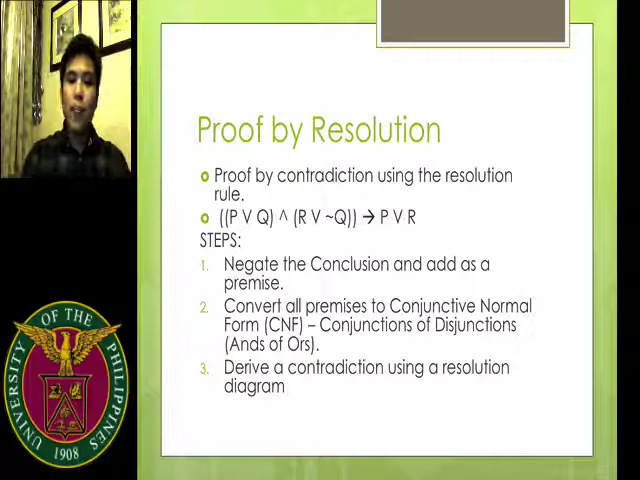 Proof by Resolution
Proof by contradiction using the resolution
rule.
((P V Q) ^ (R V ~Q)) → P V R
STEPS:
1. Negate the Conclusion and add as a
premise.
2. Convert all premises to Conjunctive Normal
Form (CNF) – Conjunctions of Disjunctions
(Ands of Ors).
3. Derive a contradiction using a resolution
diagram
UNIVERSITY OF THE PHILIPPINES
1908